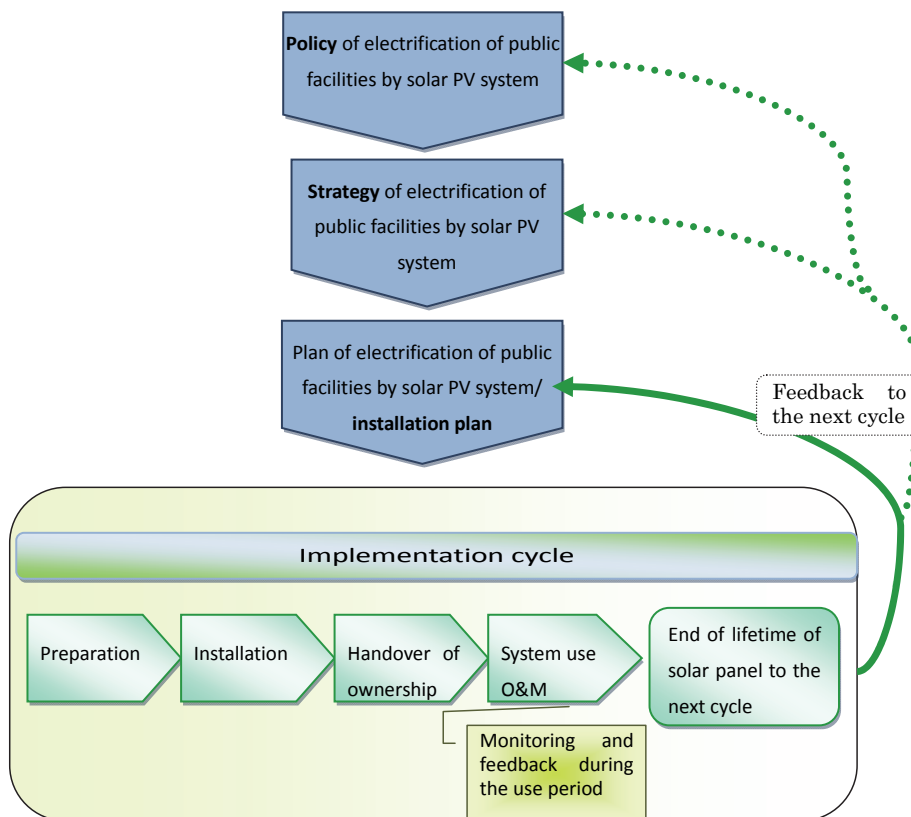 Policy of electrification of public
facilities by solar PV system
Strategy of electrification of
public facilities by solar PV
system
Plan of electrification of public
facilities by solar PV system/
installation plan
Feedback to
the next cycle
Implementation cycle
Preparation
Installation
Handover of
ownership
System use
O&M
End of lifetime of
solar panel to the
next cycle
Monitoring and
feedback during
the use period